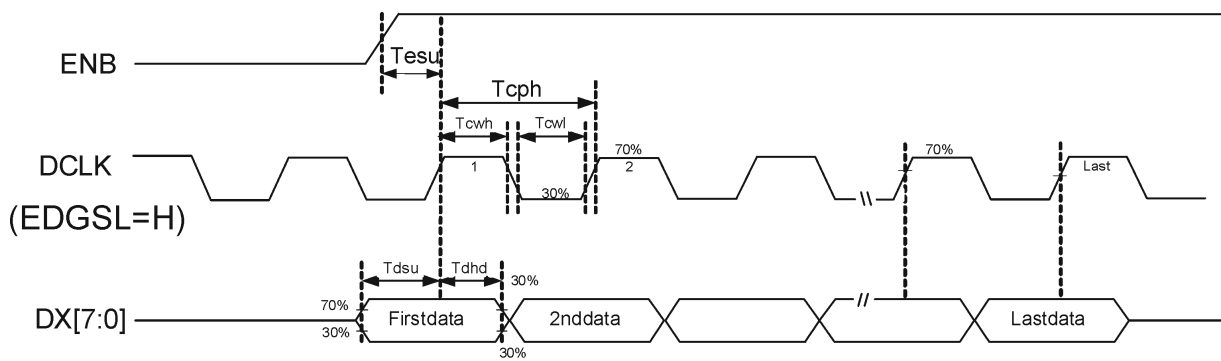 ENB
Tesu
Tcph
Tcwh
Tcwl
DCLK
(EDGSL=H)
1
70%
2
30%
70%
Last
Tdsu
Tdhd
30%
DX[7:0]
70%
30%
Firstdata
2nddata
Lastdata
30%